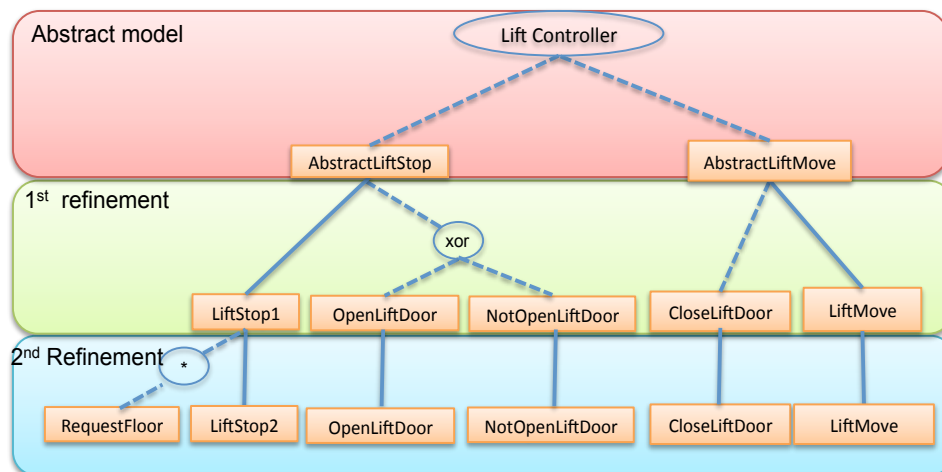 Abstract model
Lift Controller
AbstractLiftStop
AbstractLiftMove
1st refinement
xor
LiftStop1
OpenLiftDoor
NotOpenLiftDoor
CloseLiftDoor
LiftMove
2nd Refinement
*
RequestFloor
LiftStop2
OpenLiftDoor
NotOpenLiftDoor
CloseLiftDoor
LiftMove